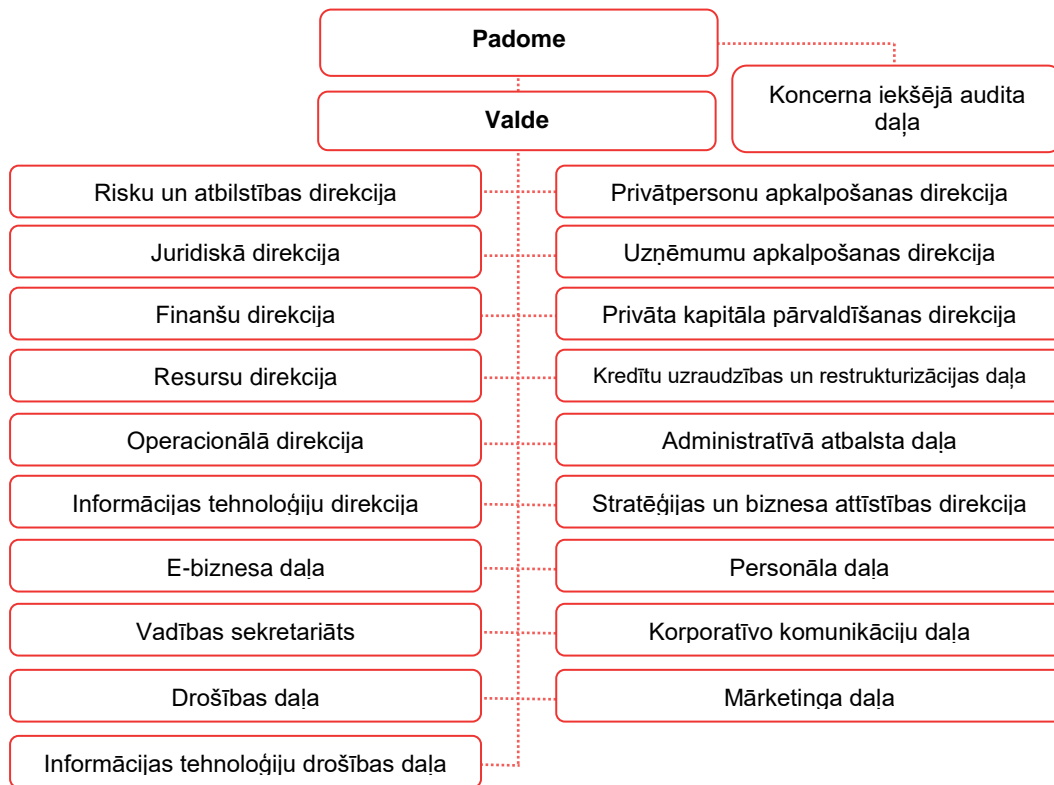 Padome
Koncerna iekšējā audita
daļa
Valde
Risku un atbilstības direkcija
Privātpersonu apkalpošanas direkcija
Juridiskā direkcija
Uzņēmumu apkalpošanas direkcija
Finanšu direkcija
Privāta kapitāla pārvaldīšanas direkcija
Resursu direkcija
Kredītu uzraudzības un restrukturizācijas daļa
Operacionālā direkcija
Administratīvā atbalsta daļa
Informācijas tehnoloģiju direkcija
Stratēģijas un biznesa attīstības direkcija
E-biznesa daļa
Personāla daļa
Vadības sekretariāts
Korporatīvo komunikāciju daļa
Drošības daļa
Mārketinga daļa
Informācijas tehnoloģiju drošības daļa